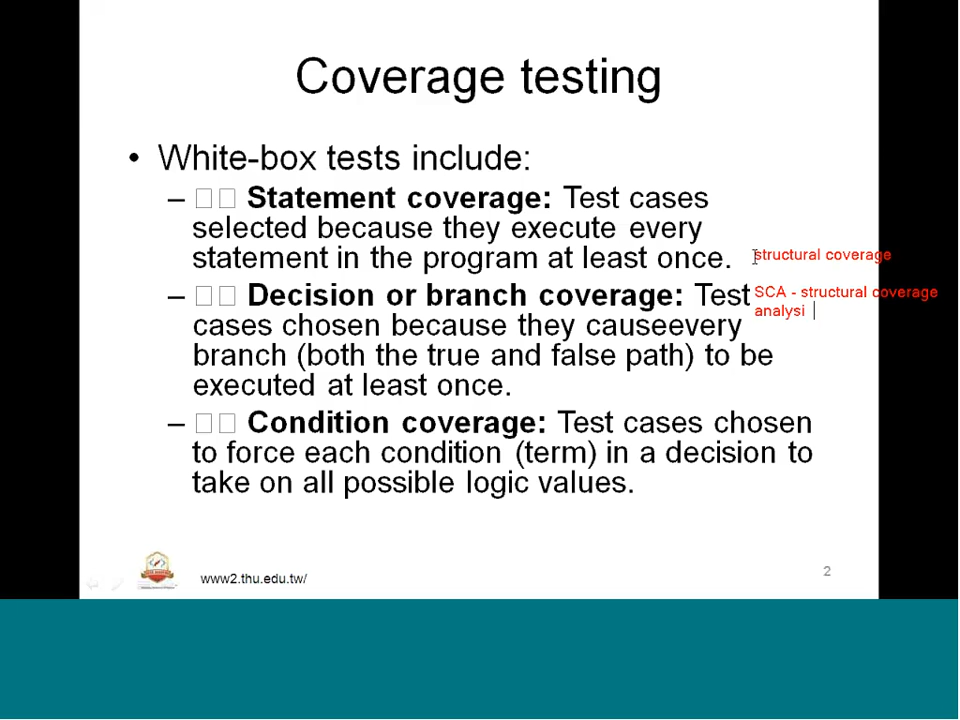 Coverage testing
• White-box tests include:
– □□ Statement coverage: Test cases
selected because they execute every
statement in the program at least once.
structural coverage
– □□ Decision or branch coverage: Test
SCA - structural coverage
analysi
cases chosen because they causeevery
branch (both the true and false path) to be
executed at least once.
– □□ Condition coverage: Test cases chosen
to force each condition (term) in a decision to
take on all possible logic values.
www2.thu.edu.tw/
2